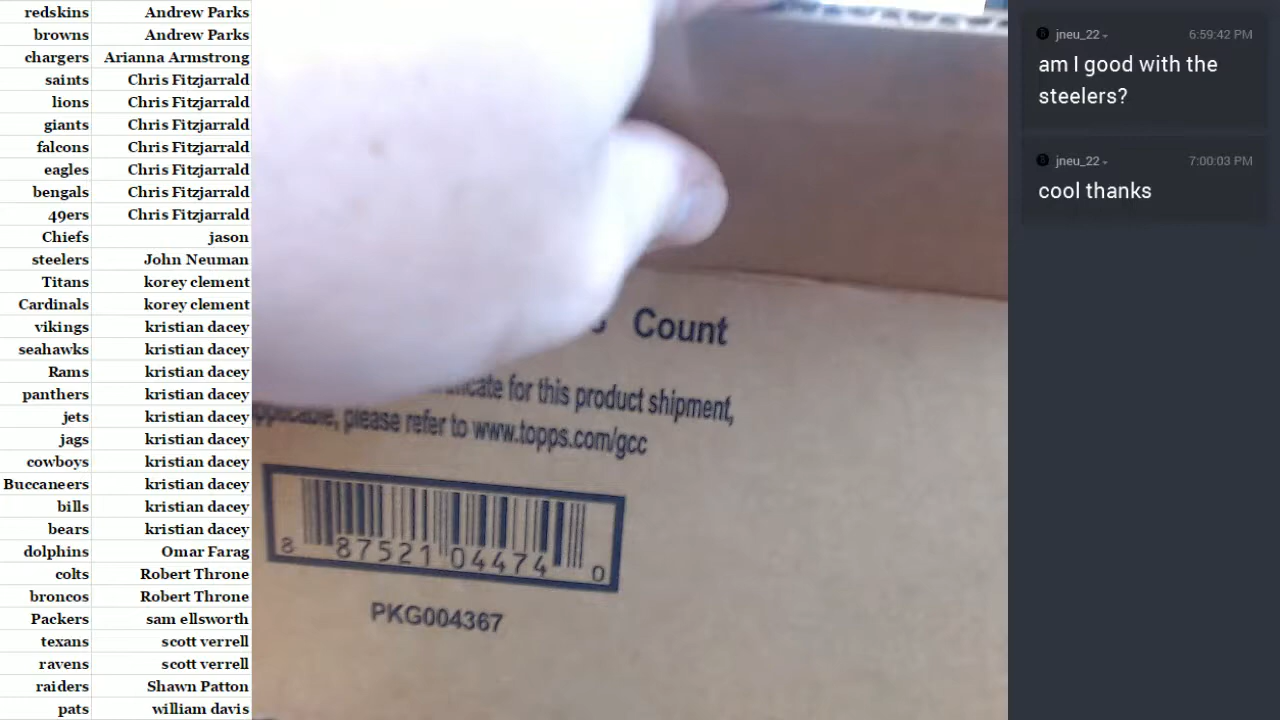 redskins Andrew Parks
browns Andrew Parks
chargers Arianna Armstrong
saints Chris Fitzjarrald
lions Chris Fitzjarrald
giants Chris Fitzjarrald
falcons Chris Fitzjarrald
eagles Chris Fitzjarrald
bengals Chris Fitzjarrald
49ers Chris Fitzjarrald
Chiefs jason
steelers John Neuman
Titans korey clement
Cardinals korey clement
vikings kristian dacey
seahawks kristian dacey
Rams kristian dacey
panthers kristian dacey
jets kristian dacey
jags kristian dacey
cowboys kristian dacey
Buccaneers kristian dacey
bills kristian dacey
bears kristian dacey
dolphins Omar Farag
colts Robert Throne
broncos Robert Throne
Packers sam ellsworth
texans scott verrell
ravens scott verrell
raiders Shawn Patton
pats william davis
Count
for this product shipment,
please refer to www.topps.com/gcc
8 87521 04474 0
PKG004367
jneu_22 6:59:42 PM
am I good with the
steelers?
jneu_22 7:00:03 PM
cool thanks